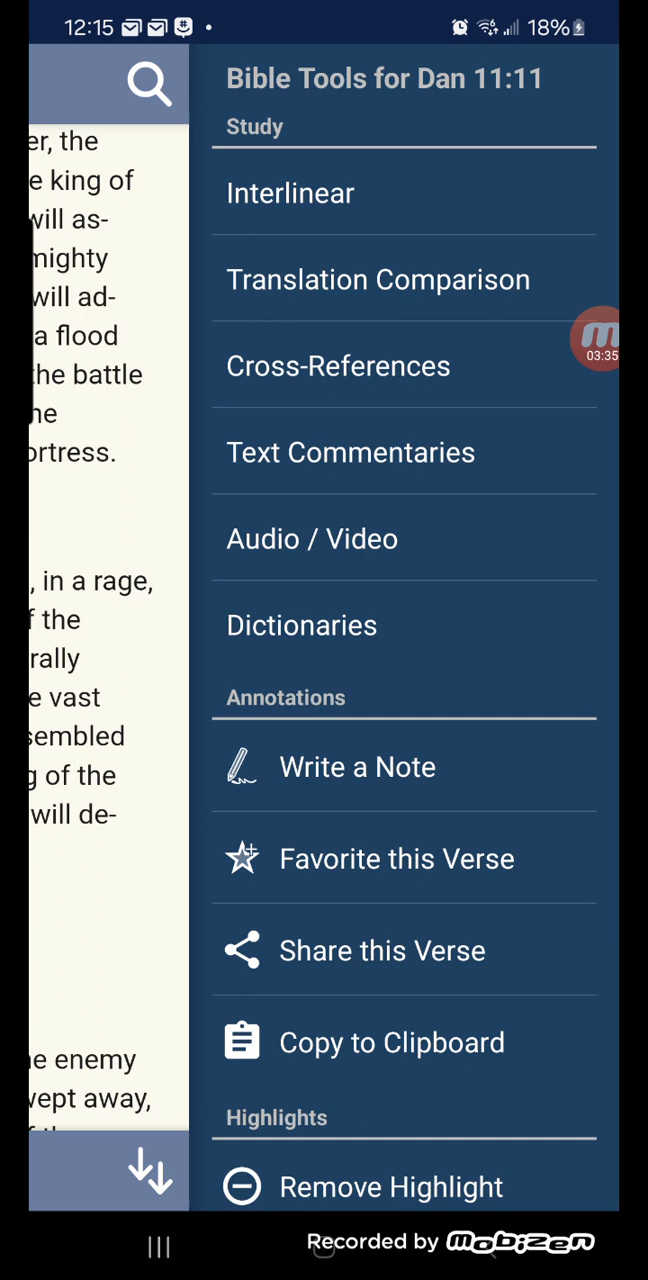 12:15
18%
er, the
e king of
will as-
mighty
will ad-
a flood
the battle
he
ortress.
, in a rage,
f the
rally
e vast
sembled
g of the
will de-
e enemy
wept away,
Bible Tools for Dan 11:11
Study
Interlinear
Translation Comparison
Cross-References
03:35
Text Commentaries
Audio / Video
Dictionaries
Annotations
Write a Note
Favorite this Verse
Share this Verse
Copy to Clipboard
Highlights
Remove Highlight
Recorded by mobizen